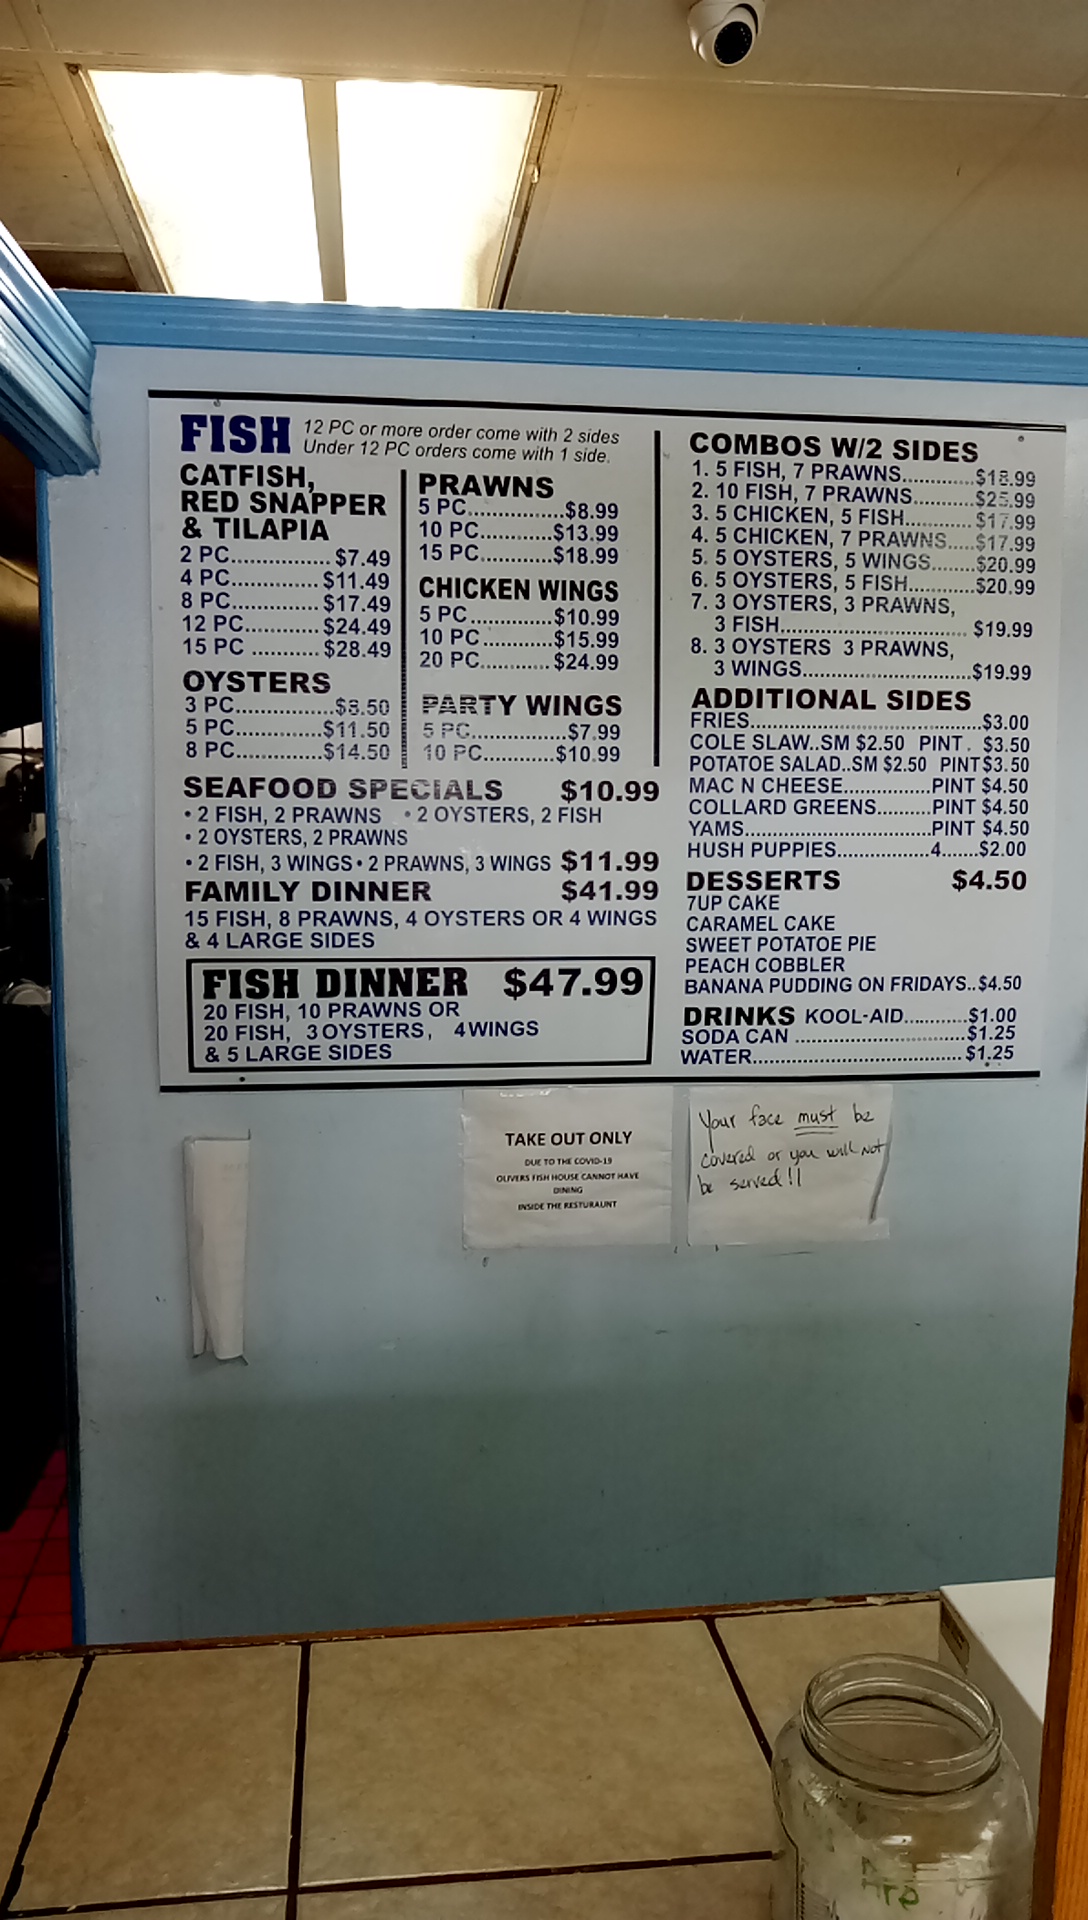 FISH 12 PC or more order come with 2 sides
Under 12 PC orders come with 1 side.
CATFISH,
RED SNAPPER
& TILAPIA
2 PC..................$7.49
4 PC...............$11.49
8 PC...............$17.49
12 PC.............$24.49
15 PC ............$28.49
OYSTERS
3 PC.................$8.50
5 PC...............$11.50
8 PC...............$14.50
PRAWNS
5 PC.................$8.99
10 PC.............$13.99
15 PC.............$18.99
CHICKEN WINGS
5 PC...............$10.99
10 PC.............$15.99
20 PC.............$24.99
PARTY WINGS
5 PC.................$7.99
10 PC.............$10.99
SEAFOOD SPECIALS $10.99
• 2 FISH, 2 PRAWNS • 2 OYSTERS, 2 FISH
• 2 OYSTERS, 2 PRAWNS
• 2 FISH, 3 WINGS • 2 PRAWNS, 3 WINGS $11.99
FAMILY DINNER $41.99
15 FISH, 8 PRAWNS, 4 OYSTERS OR 4 WINGS
& 4 LARGE SIDES
FISH DINNER $47.99
20 FISH, 10 PRAWNS OR
20 FISH, 3 OYSTERS, 4 WINGS
& 5 LARGE SIDES
COMBOS W/2 SIDES
1. 5 FISH, 7 PRAWNS............$18.99
2. 10 FISH, 7 PRAWNS..........$25.99
3. 5 CHICKEN, 5 FISH............$17.99
4. 5 CHICKEN, 7 PRAWNS.....$17.99
5. 5 OYSTERS, 5 WINGS.......$20.99
6. 5 OYSTERS, 5 FISH...........$20.99
7. 3 OYSTERS, 3 PRAWNS,
3 FISH................................ $19.99
8. 3 OYSTERS 3 PRAWNS,
3 WINGS.............................$19.99
ADDITIONAL SIDES
FRIES........................................$3.00
COLE SLAW..SM $2.50 PINT . $3.50
POTATOE SALAD..SM $2.50 PINT $3.50
MAC N CHEESE...............PINT $4.50
COLLARD GREENS..........PINT $4.50
YAMS................................PINT $4.50
HUSH PUPPIES................4......$2.00
DESSERTS $4.50
7UP CAKE
CARAMEL CAKE
SWEET POTATOE PIE
PEACH COBBLER
BANANA PUDDING ON FRIDAYS..$4.50
DRINKS KOOL-AID............$1.00
SODA CAN ..............................$1.25
WATER..................................... $1.25
TAKE OUT ONLY
DUE TO THE COVID-19
OLIVERS FISH HOUSE CANNOT HAVE
DINING
INSIDE THE RESTURAUNT
Your face must be
covered or you will not
be served!!